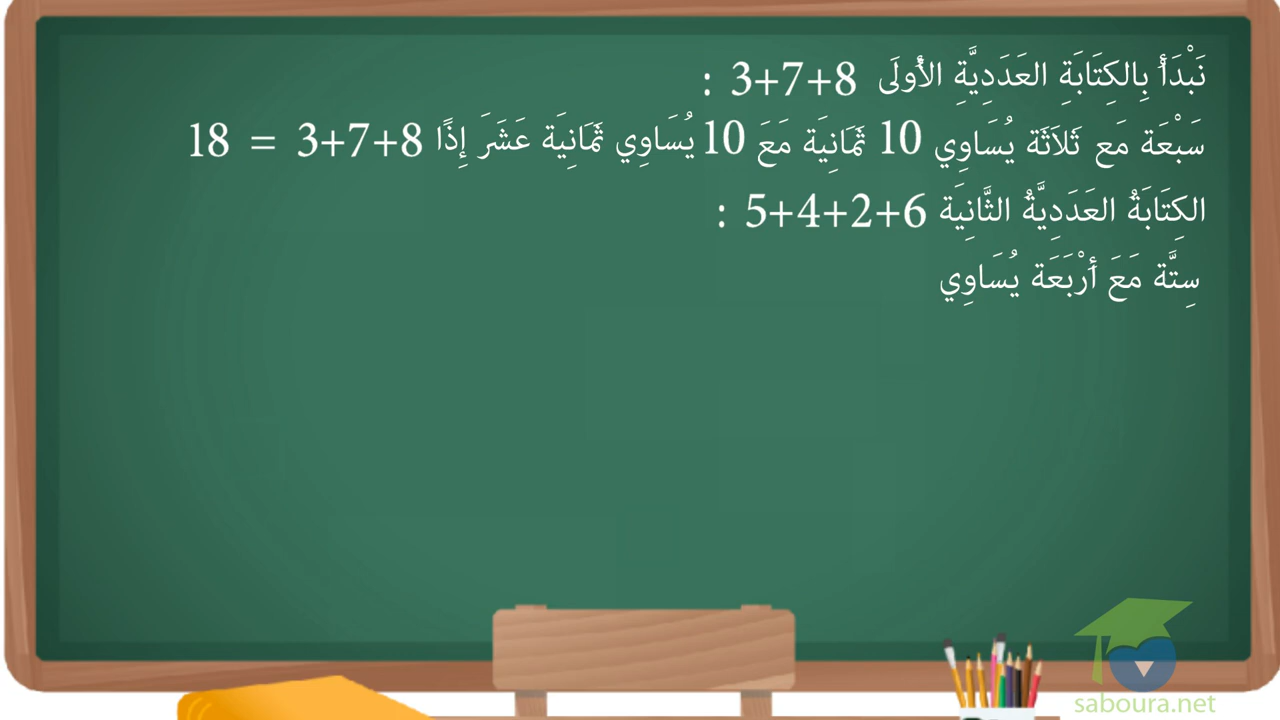 نَبْدَأُ بِالكِتَابَةِ العَدَدِيَّةِ الأُولَى 3+7+8 :
سَبْعَة مَع ثَلاَثَة يُسَاوِي 10 ثَمَانِيَة مَعَ 10 يُسَاوِي ثَمَانِيَة عَشَرَ إِذًا 3+7+8 = 18
الكِتَابَةُ العَدَدِيَّةُ الثَّانِيَة 5+4+2+6 :
سِتَّة مَعَ أَرْبَعَة يُسَاوِي
saboura.net